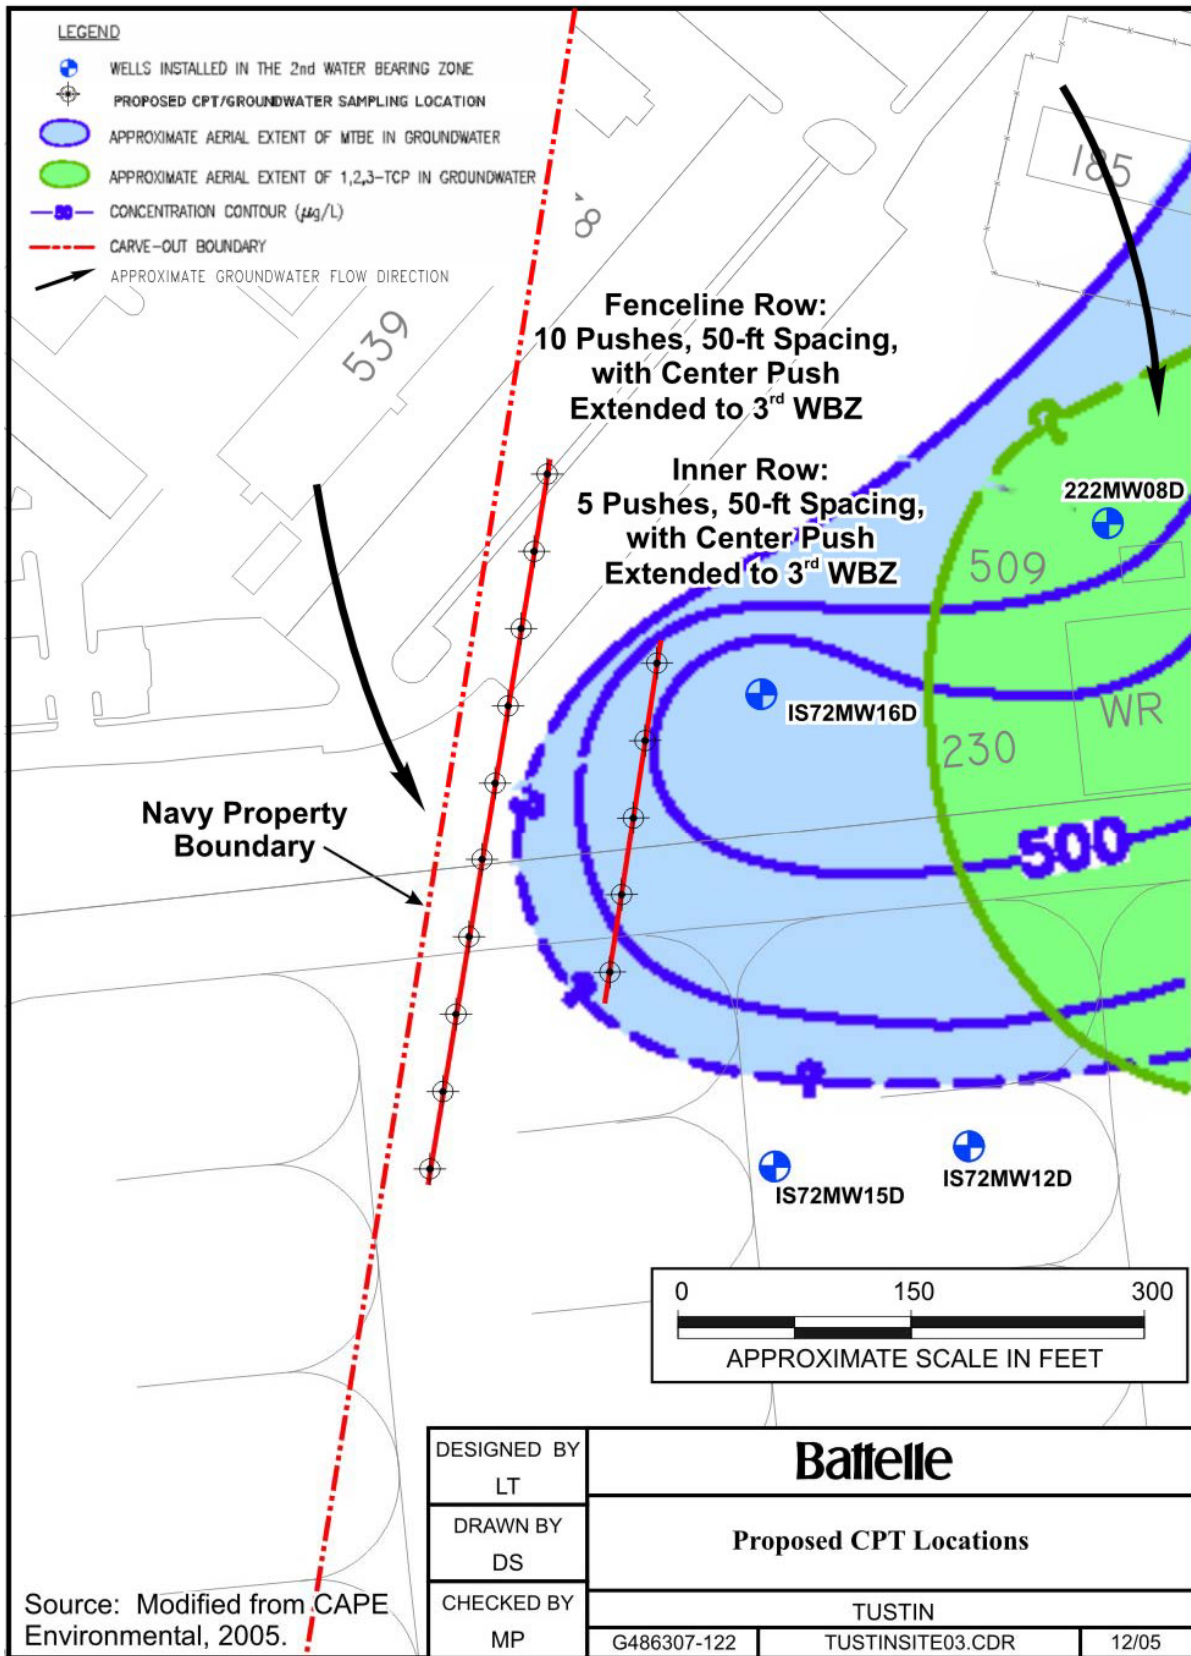 LEGEND
WELLS INSTALLED IN THE 2nd WATER BEARING ZONE
PROPOSED CPT/GROUNDWATER SAMPLING LOCATION
APPROXIMATE AERIAL EXTENT OF MTBE IN GROUNDWATER
APPROXIMATE AERIAL EXTENT OF 1,2,3-TCP IN GROUNDWATER
50
CONCENTRATION CONTOUR (µg/L)
CARVE-OUT BOUNDARY
APPROXIMATE GROUNDWATER FLOW DIRECTION
185
539
Fenceline Row:
10 Pushes, 50-ft Spacing,
with Center Push
Extended to 3rd WBZ
?
Inner Row:
5 Pushes, 50-ft Spacing,
with Center Push
Extended to 3rd WBZ
222MW08D
509
IS72MW16D
WR
230
Navy Property
Boundary
?
500
?
?
IS72MW15D
IS72MW12D
0 150 300
APPROXIMATE SCALE IN FEET
DESIGNED BY
LT
DRAWN BY
DS
CHECKED BY
MP
Battelle
Proposed CPT Locations
TUSTIN
G486307-122
TUSTINSITE03.CDR
12/05
Source: Modified from CAPE
Environmental, 2005.